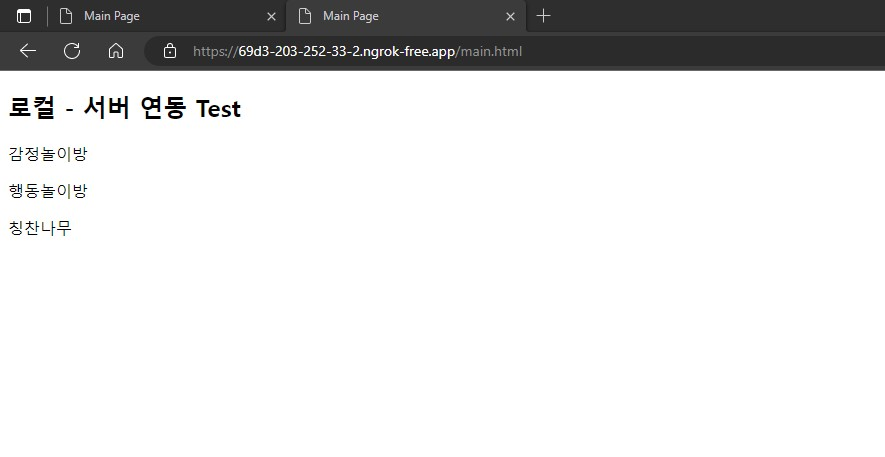 Main Page
Main Page
https://69d3-203-252-33-2.ngrok-free.app/main.html
로컬 - 서버 연동 Test
감정놀이방
행동놀이방
칭찬나무